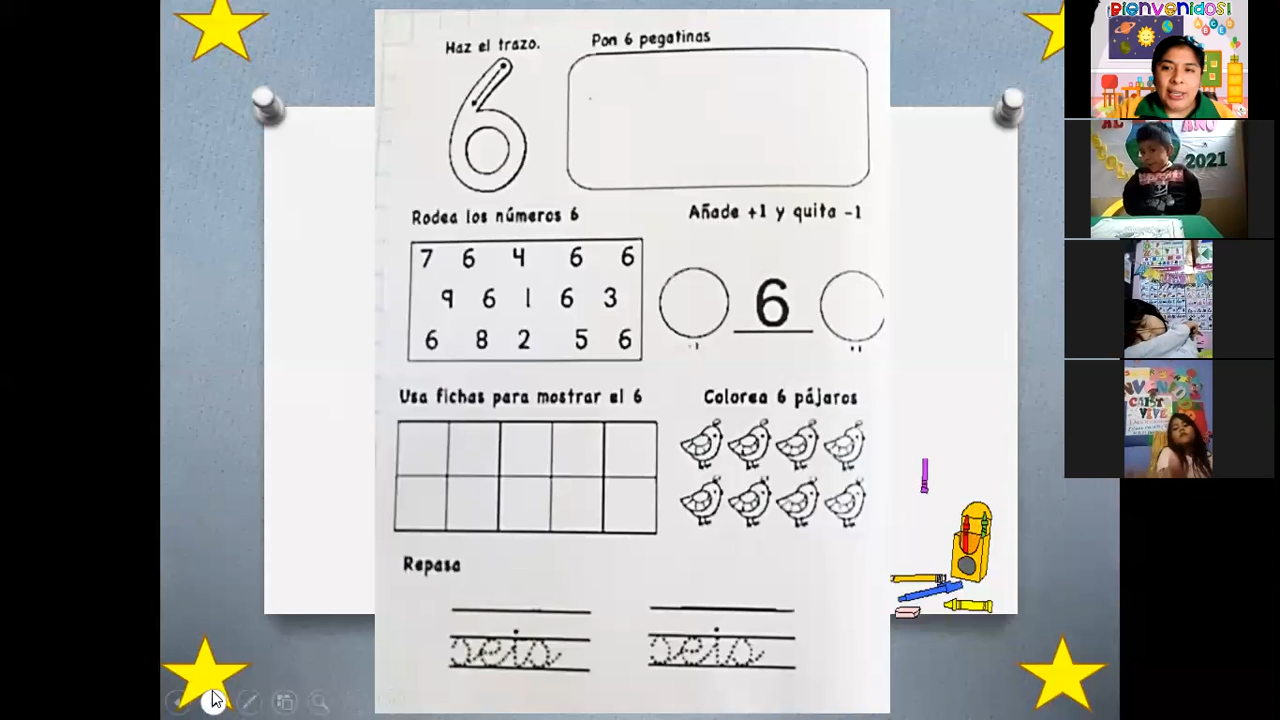 Haz el trazo.
6
Pon 6 pegatinas
Rodea los números 6
7 6 4 6 6
9 6 1 6 3
6 8 2 5 6
Añade +1 y quita -1
6
Usa fichas para mostrar el 6
Colorea 6 pájaros
Repasa
seis seis
Bienvenidos!
AÑO
2021